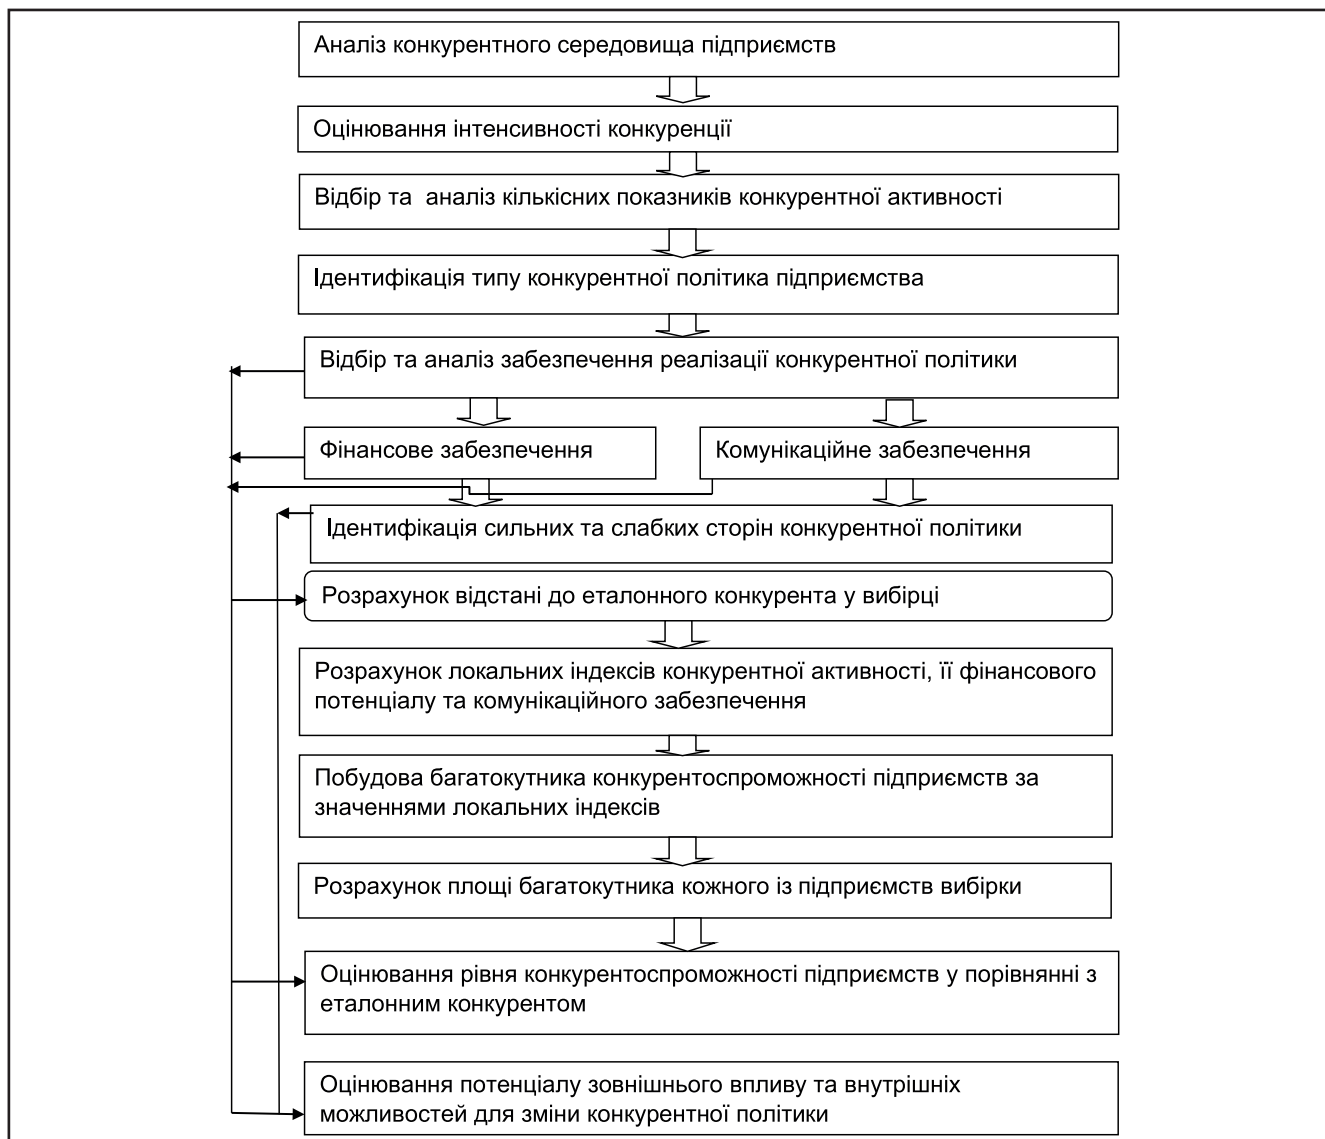 Аналіз конкурентного середовища підприємств
Оцінювання інтенсивності конкуренції
Відбір та аналіз кількісних показників конкурентної активності
Ідентифікація типу конкурентної політика підприємства
Відбір та аналіз забезпечення реалізації конкурентної політики
Фінансове забезпечення
Комунікаційне забезпечення
Ідентифікація сильних та слабких сторін конкурентної політики
Розрахунок відстані до еталонного конкурента у вибірці
Розрахунок локальних індексів конкурентної активності, її фінансового
потенціалу та комунікаційного забезпечення
Побудова багатокутника конкурентоспроможності підприємств за
значеннями локальних індексів
Розрахунок площі багатокутника кожного із підприємств вибірки
Оцінювання рівня конкурентоспроможності підприємств у порівнянні з
еталонним конкурентом
Оцінювання потенціалу зовнішнього впливу та внутрішніх
можливостей для зміни конкурентної політики